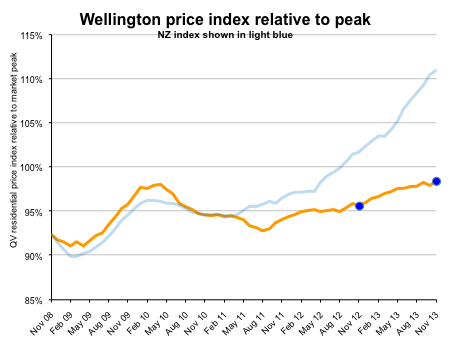 Wellington price index relative to peak
NZ index shown in light blue
QV residential price index relative to market peak
115%
110%
105%
100%
95%
90%
85%
Nov 08
Feb 09
May 09
Aug 09
Nov 09
Feb 10
May 10
Aug 10
Nov 10
Feb 11
May 11
Aug 11
Nov 11
Feb 12
May 12
Aug 12
Nov 12
Feb 13
May 13
Aug 13
Nov 13